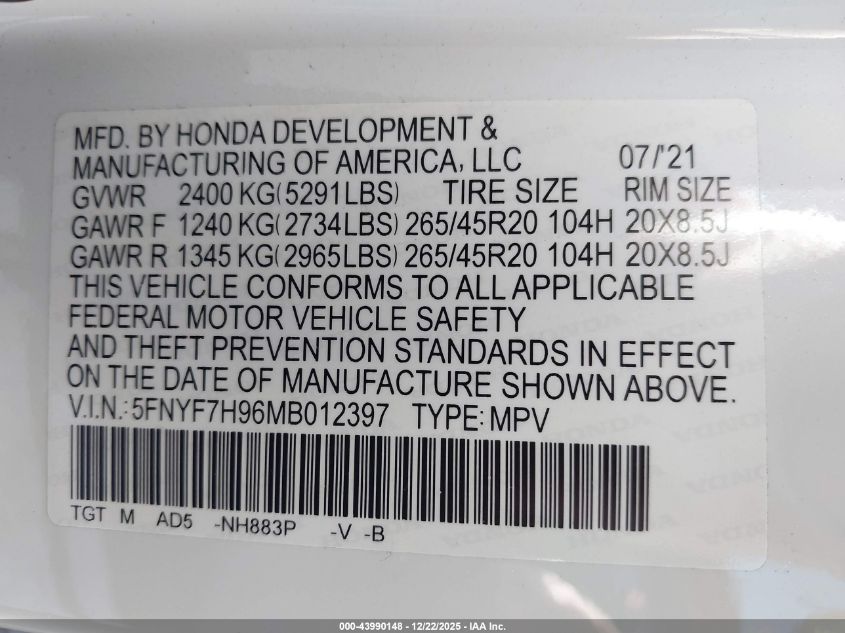 MFD. BY HONDA DEVELOPMENT &
MANUFACTURING OF AMERICA, LLC 07/'21
GVWR 2400 KG(5291LBS) TIRE SIZE RIM SIZE
GAWR F 1240 KG(2734LBS) 265/45R20 104H 20X8.5J
GAWR R 1345 KG(2965LBS) 265/45R20 104H 20X8.5J
THIS VEHICLE CONFORMS TO ALL APPLICABLE
FEDERAL MOTOR VEHICLE SAFETY
AND THEFT PREVENTION STANDARDS IN EFFECT
ON THE DATE OF MANUFACTURE SHOWN ABOVE.
V.I.N.:5FNYF7H96MB012397 TYPE:MPV
TGT M AD5 -NH883P -V -B
000-43990148 - 12/22/2025 - IAA Inc.